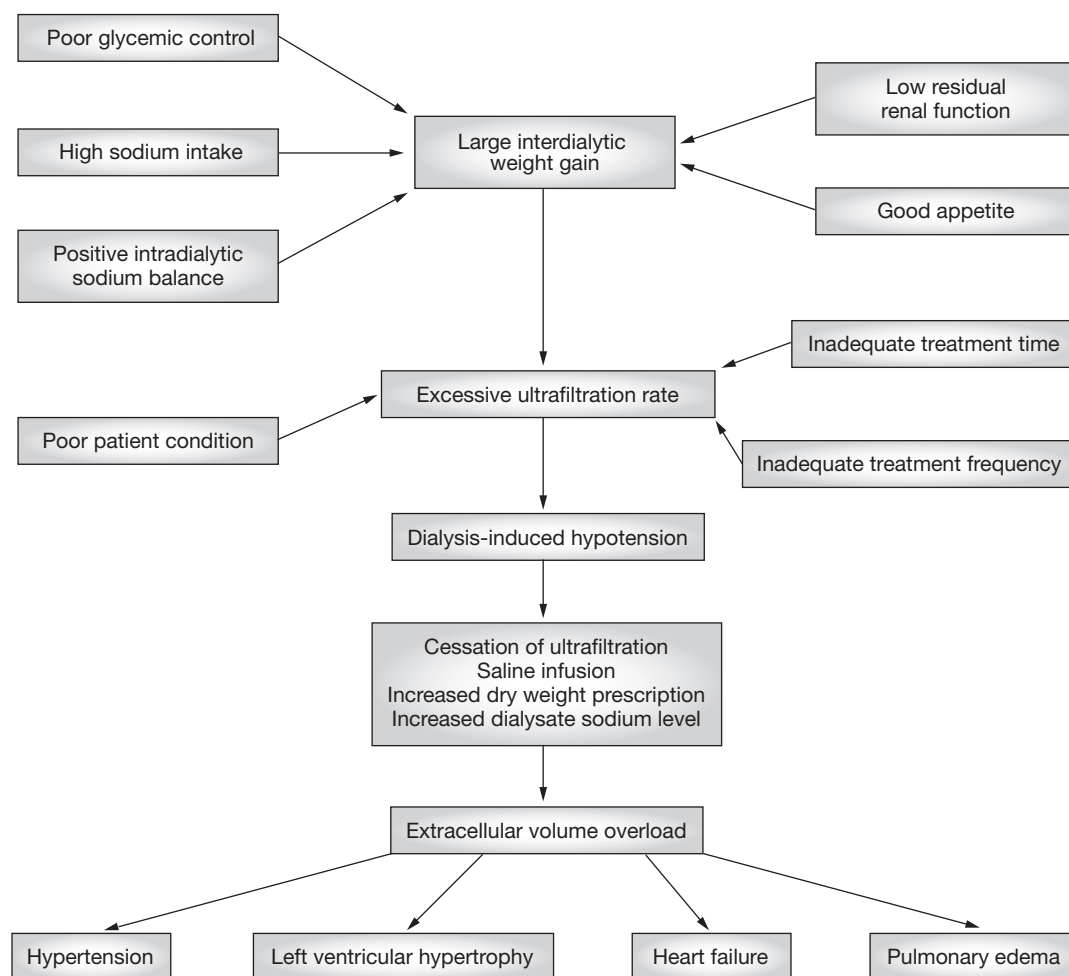 Poor glycemic control
Low residual
renal function
Large interdialytic
weight gain
High sodium intake
Good appetite
Positive intradialytic
sodium balance
Inadequate treatment time
Excessive ultrafiltration rate
Poor patient condition
Inadequate treatment frequency
Dialysis-induced hypotension
Cessation of ultrafiltration
Saline infusion
Increased dry weight prescription
Increased dialysate sodium level
Extracellular volume overload
Hypertension
Left ventricular hypertrophy
Heart failure
Pulmonary edema